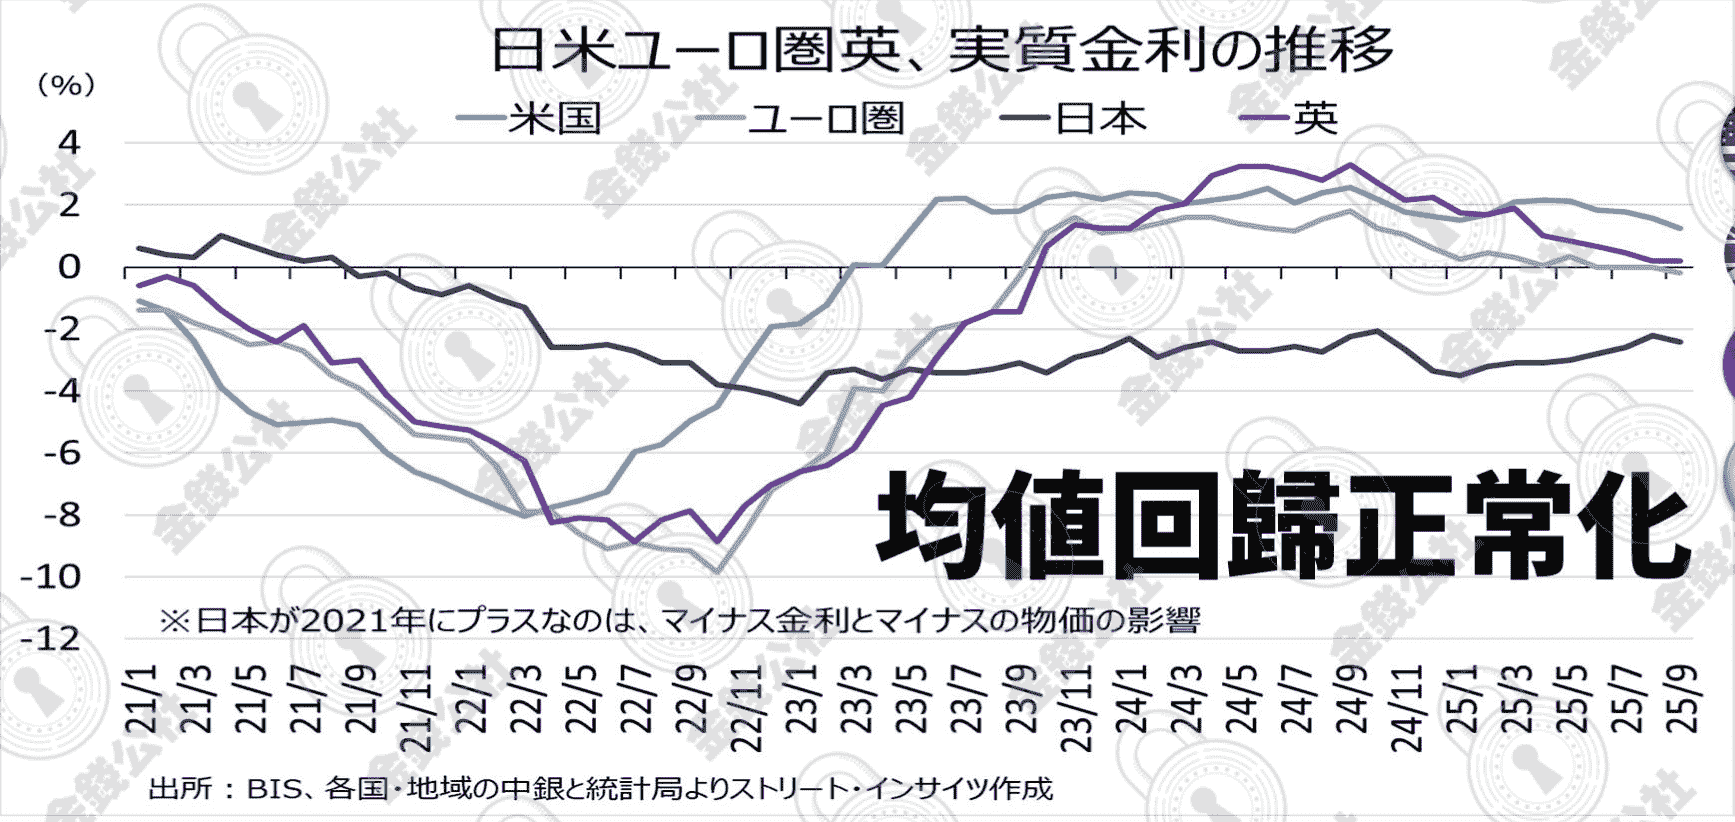 日米ユーロ圏英、実質金利の推移
(%)
米国 ユーロ圏 日本 英
4
2
0
-2
-4
-6
-8
-10
-12
均値回歸正常化
※日本が2021年にプラスなのは、マイナス金利とマイナスの物価の影響
21/1 21/3 21/5 21/7 21/9 21/11 22/1 22/3 22/5 22/7 22/9 22/11 23/1 23/3 23/5 23/7 23/9 23/11 24/1 24/3 24/5 24/7 24/9 24/11 25/1 25/3 25/5 25/7 25/9
出所：BIS、各国・地域の中銀と統計局よりストリート・インサイツ作成
金錢公社